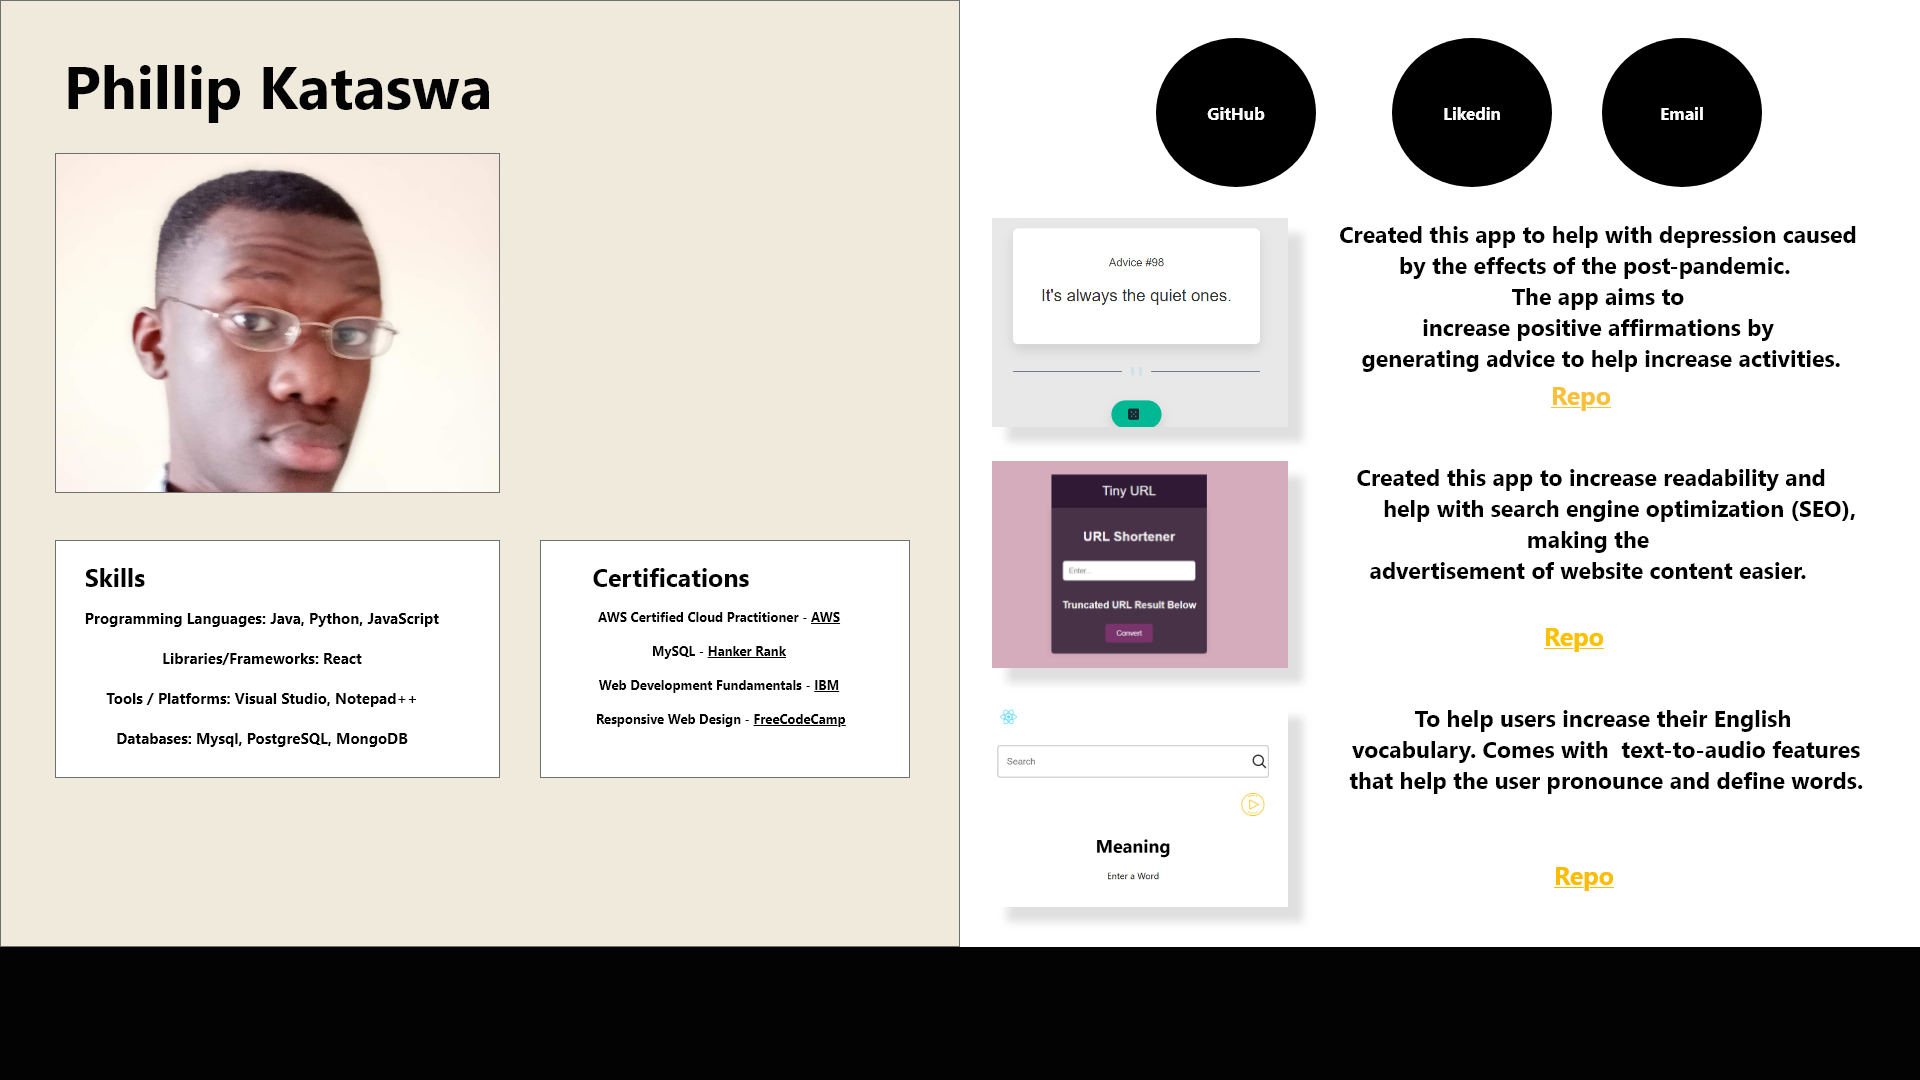 Phillip Kataswa
Skills
Programming Languages: Java, Python, JavaScript
Libraries/Frameworks: React
Tools / Platforms: Visual Studio, Notepad++
Databases: Mysql, PostgreSQL, MongoDB
Certifications
AWS Certified Cloud Practitioner - AWS
MySQL - Hanker Rank
Web Development Fundamentals - IBM
Responsive Web Design - FreeCodeCamp
GitHub
Likedin
Email
Advice #98
It's always the quiet ones.
Created this app to help with depression caused
by the effects of the post-pandemic.
The app aims to
increase positive affirmations by
generating advice to help increase activities.
Repo
Tiny URL
URL Shortener
Enter...
Truncated URL Result Below
Convert
Created this app to increase readability and
help with search engine optimization (SEO),
making the
advertisement of website content easier.
Repo
Search
Meaning
Enter a Word
To help users increase their English
vocabulary. Comes with  text-to-audio features
that help the user pronounce and define words.
Repo